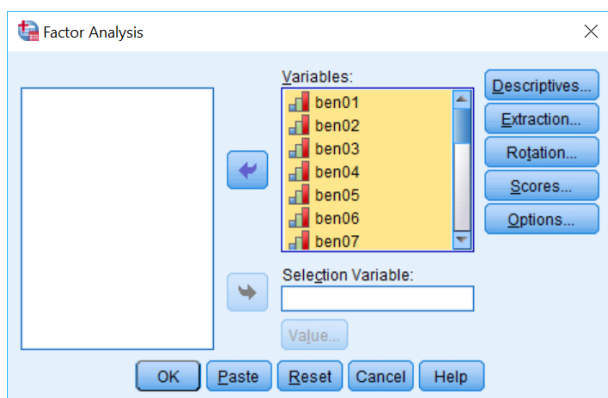 Factor Analysis
Variables:
ben01
ben02
ben03
ben04
ben05
ben06
ben07
Selection Variable:
Value...
Descriptives...
Extraction...
Rotation...
Scores...
Options...
OK Paste Reset Cancel Help